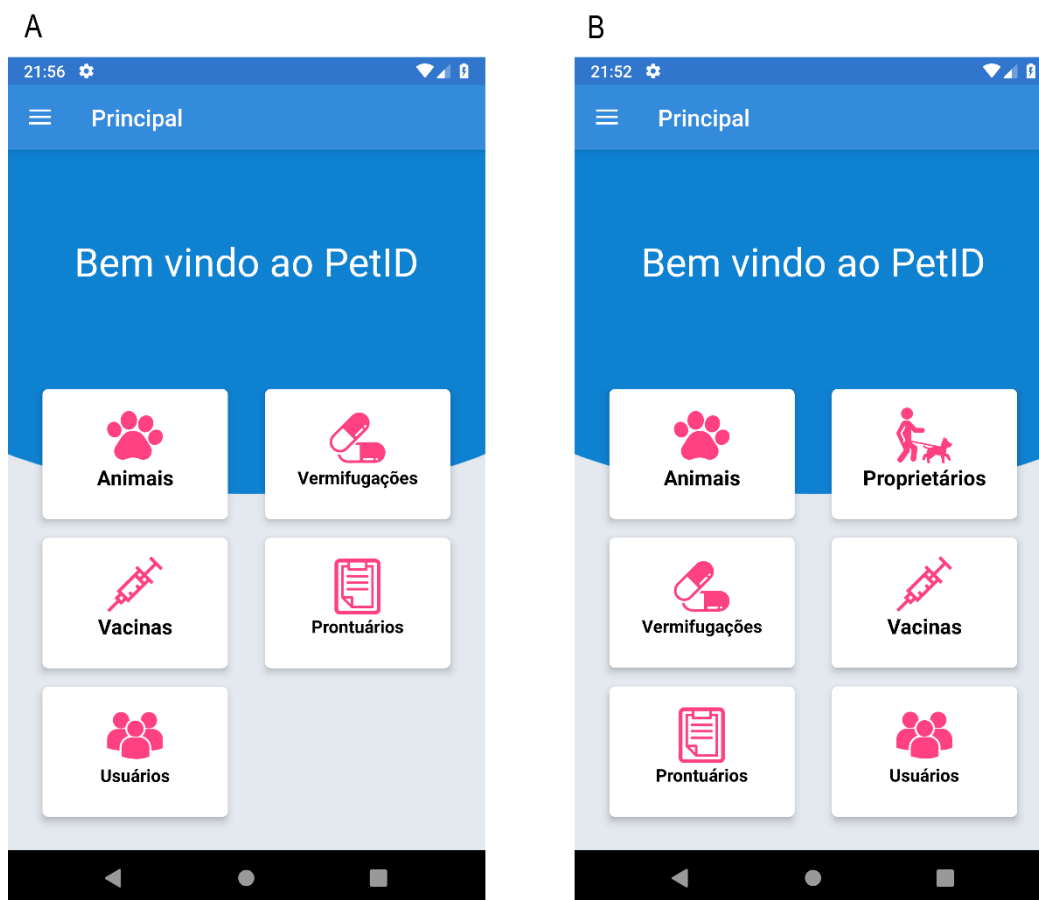 A
21:56
Principal
Bem vindo ao PetID
Animais
Vermifugações
Vacinas
Prontuários
Usuários
B
21:52
Principal
Bem vindo ao PetID
Animais
Proprietários
Vermifugações
Vacinas
Prontuários
Usuários